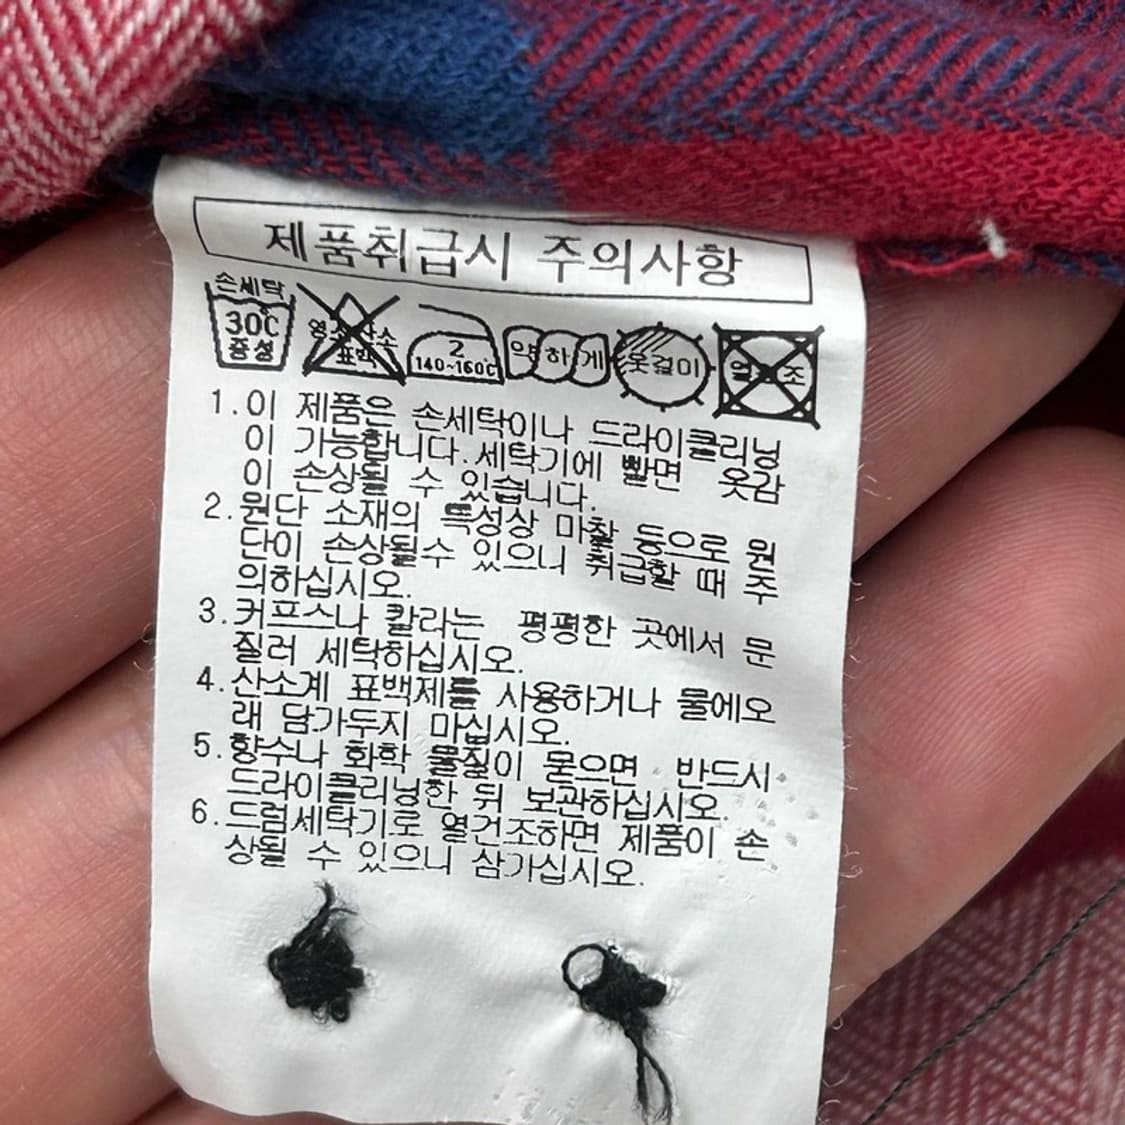 제품취급시 주의사항
손세탁
30℃
중성
염소산소
표백
2
140~160℃
약하게
옷걸이
열건조
1.이 제품은 손세탁이나 드라이클리닝
이 가능합니다.세탁기에 빨면 옷감
이 손상될 수 있습니다.
2.원단 소재의 특성상 마찰 등으로 원
단이 손상될수 있으니 취급할 때 주
의하십시오.
3.커프스나 칼라는 평평한 곳에서 문
질러 세탁하십시오.
4.산소계 표백제를 사용하거나 물에오
래 담가두지 마십시오.
5.향수나 화학 물질이 묻으면 반드시
드라이클리닝한 뒤 보관하십시오.
6.드럼세탁기로 열건조하면 제품이 손
상될 수 있으니 삼가십시오.